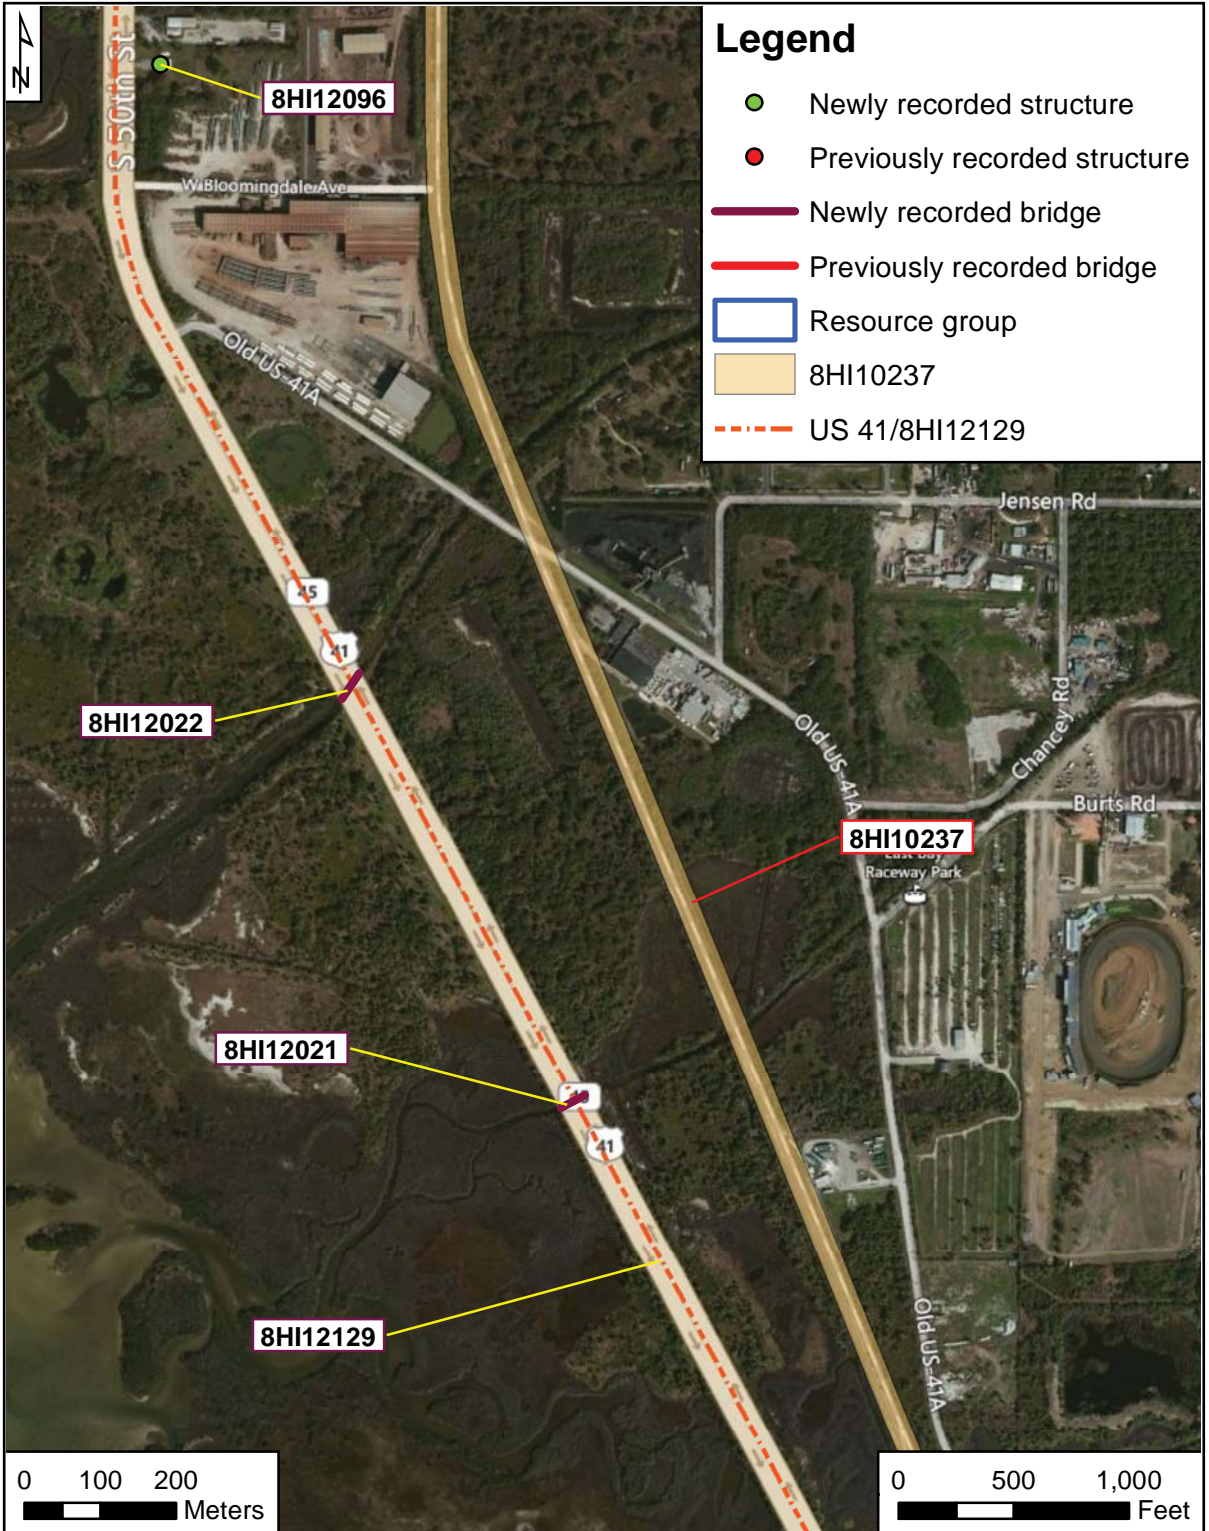 N
Legend
Newly recorded structure
Previously recorded structure
Newly recorded bridge
Previously recorded bridge
Resource group
8HI10237
US 41/8HI12129
S 50th St
8HI12096
W Bloomingdale Ave
Old US-41A
Jensen Rd
45
41
8HI12022
Chancey Rd
Old US-41A
Burts Rd
8HI10237
East Bay
Raceway Park
8HI12021
41
8HI12129
Old US-41A
0 100 200
Meters
0 500 1,000
Feet